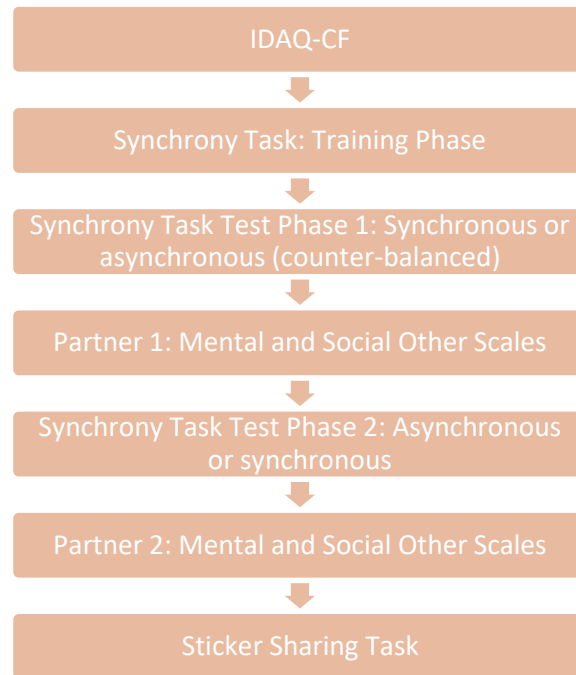 IDAQ-CF
Synchrony Task: Training Phase
Synchrony Task Test Phase 1: Synchronous or
asynchronous (counter-balanced)
Partner 1: Mental and Social Other Scales
Synchrony Task Test Phase 2: Asynchronous
or synchronous
Partner 2: Mental and Social Other Scales
Sticker Sharing Task